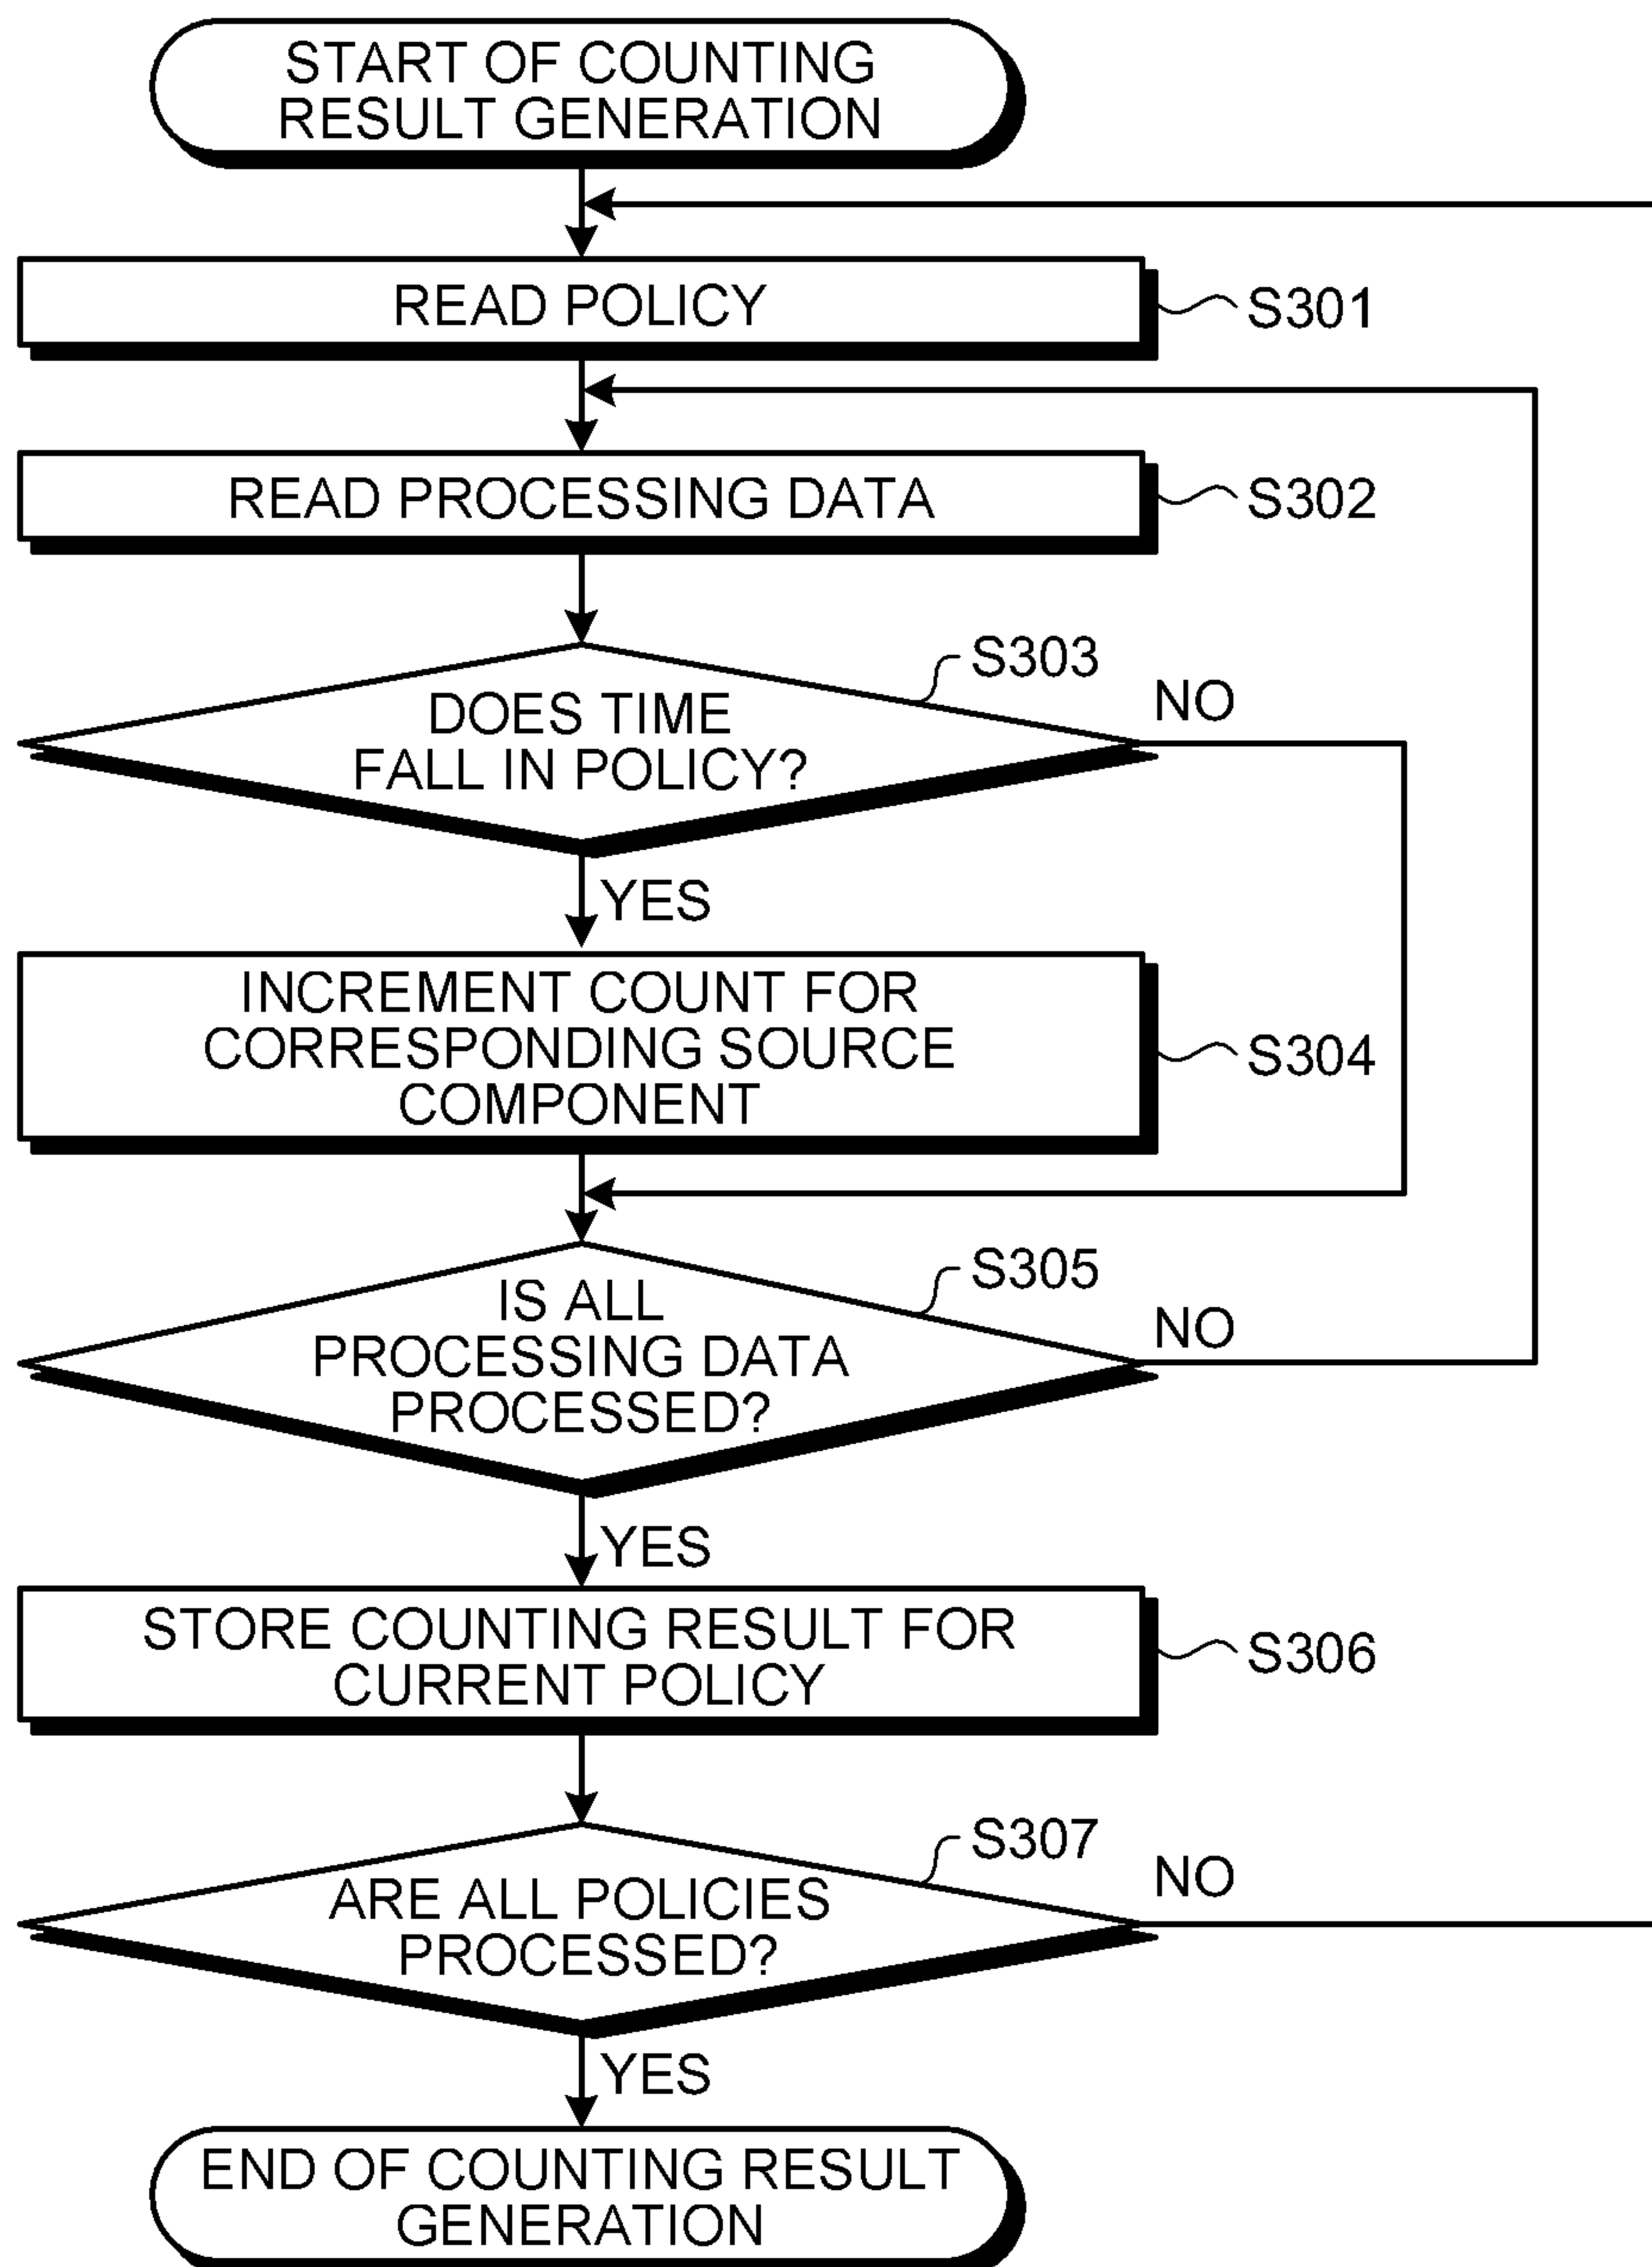 START OF COUNTING
RESULT GENERATION
READ POLICY
S301
READ PROCESSING DATA
S302
S303
DOES TIME
FALL IN POLICY?
NO
YES
INCREMENT COUNT FOR
CORRESPONDING SOURCE
COMPONENT
S304
S305
IS ALL
PROCESSING DATA
PROCESSED?
NO
YES
STORE COUNTING RESULT FOR
CURRENT POLICY
S306
S307
ARE ALL POLICIES
PROCESSED?
NO
YES
END OF COUNTING RESULT
GENERATION